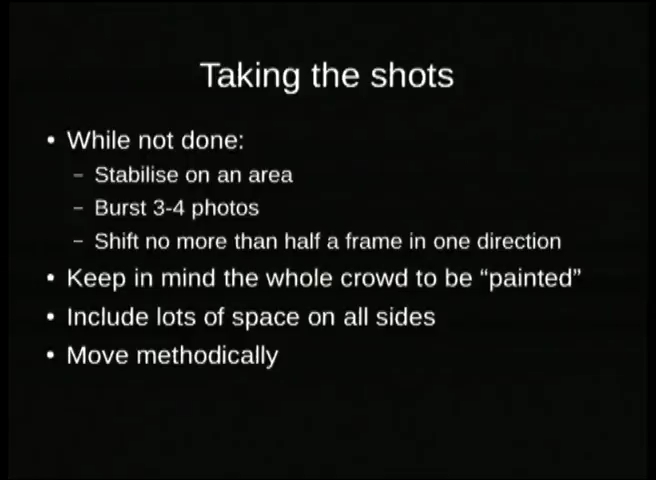 Taking the shots
• While not done:
– Stabilise on an area
– Burst 3-4 photos
– Shift no more than half a frame in one direction
• Keep in mind the whole crowd to be “painted”
• Include lots of space on all sides
• Move methodically